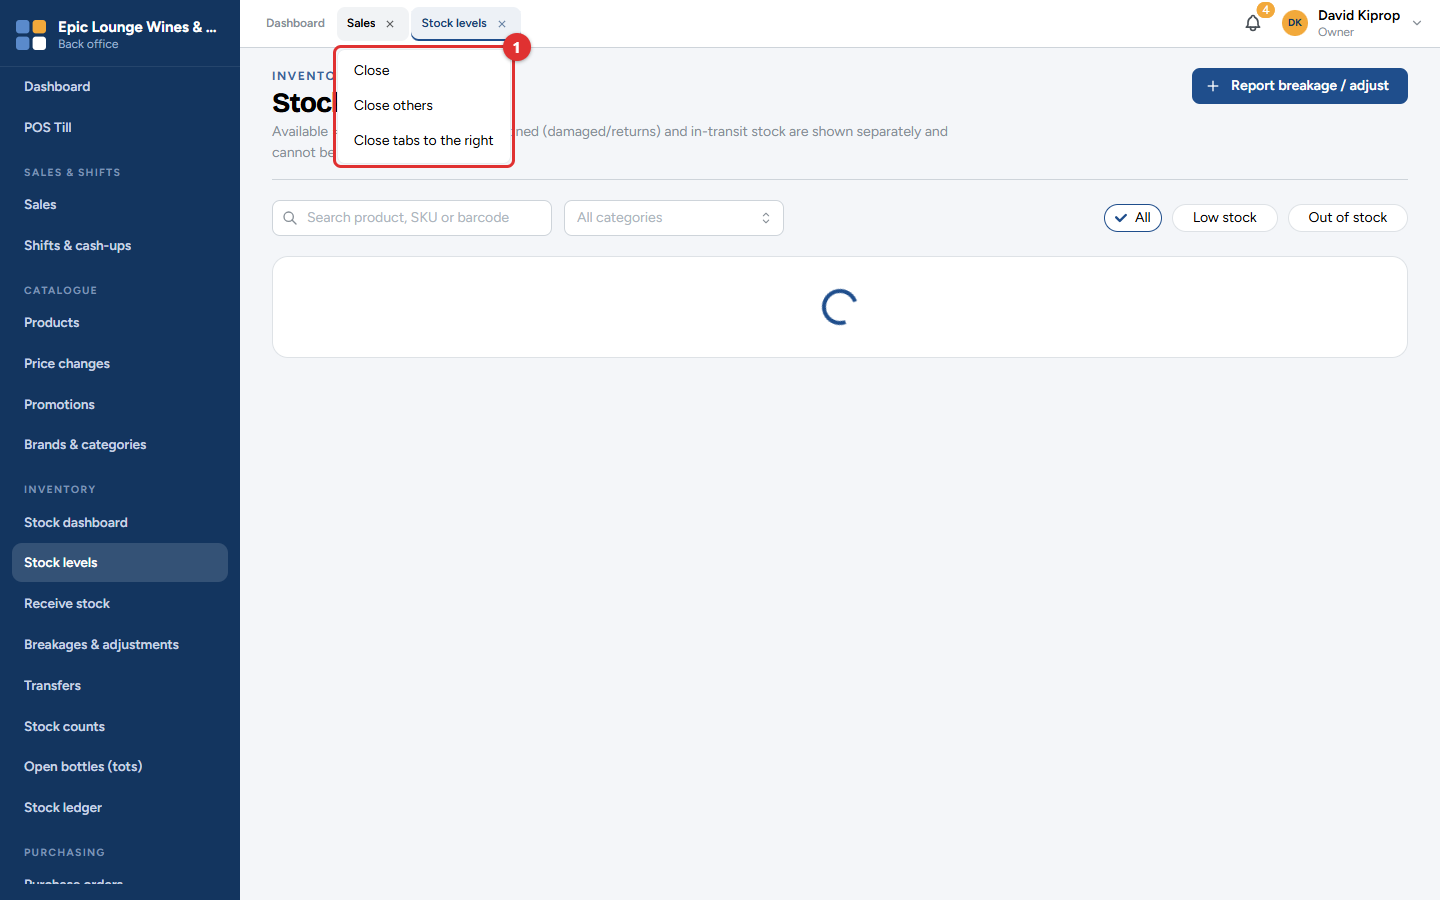 Epic Lounge Wines & ...
Back office
Dashboard
Sales
Stock levels
4
DK
David Kiprop
Owner
1
Close
Close others
Close tabs to the right
INVENTO
Stoc
Available
ned (damaged/returns) and in-transit stock are shown separately and
cannot be
Report breakage / adjust
Search product, SKU or barcode
All categories
All
Low stock
Out of stock
Dashboard
POS Till
SALES & SHIFTS
Sales
Shifts & cash-ups
CATALOGUE
Products
Price changes
Promotions
Brands & categories
INVENTORY
Stock dashboard
Stock levels
Receive stock
Breakages & adjustments
Transfers
Stock counts
Open bottles (tots)
Stock ledger
PURCHASING
Purchase orders